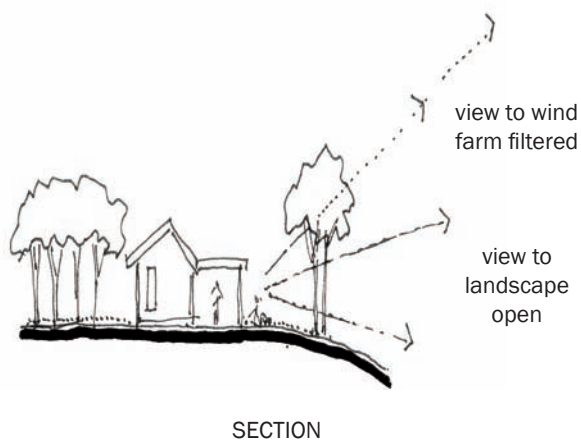 view to wind
farm filtered
view to
landscape
open
SECTION